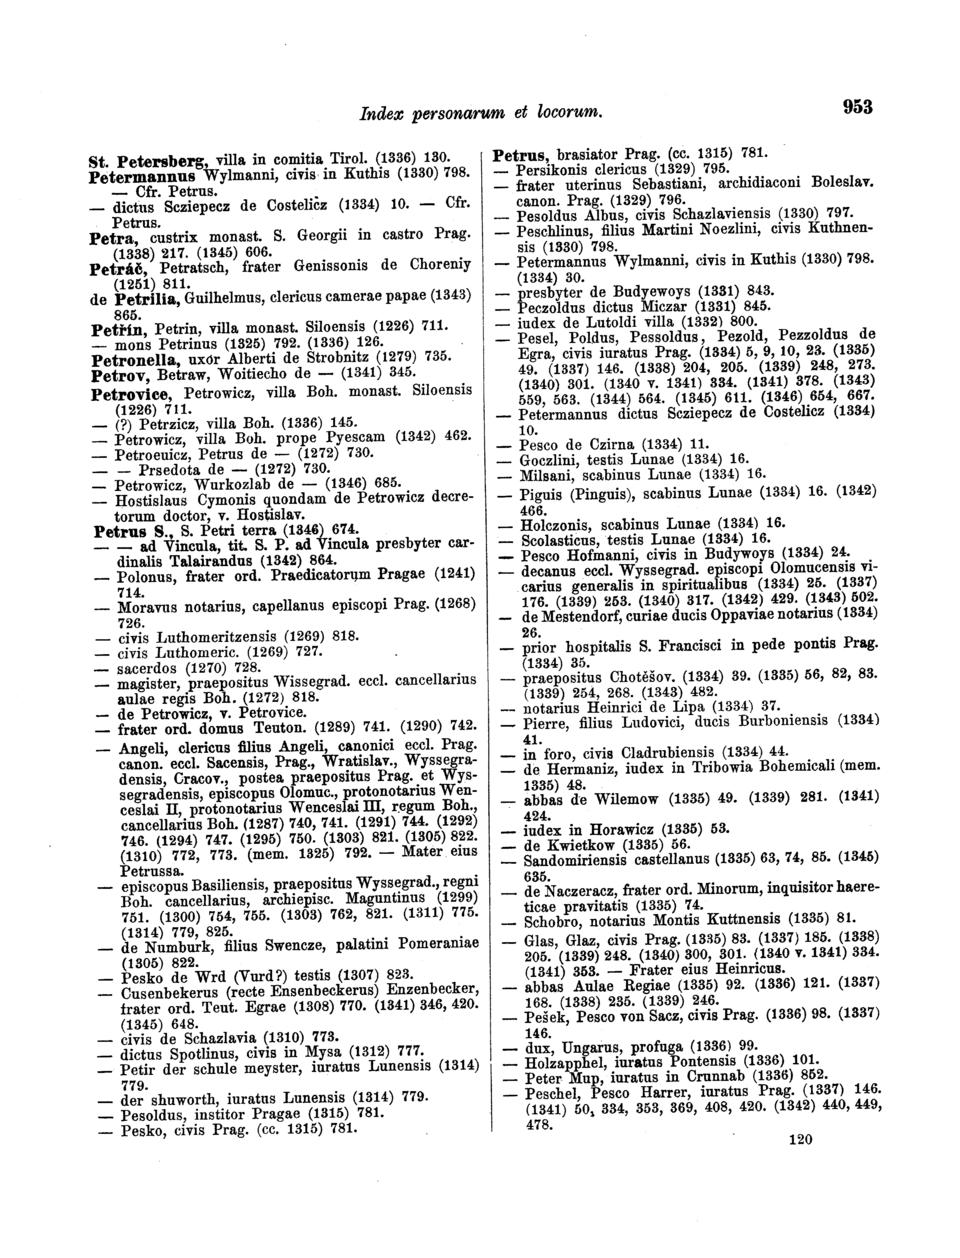 Index personarum et locorum.
953
St. Petersberg, villa in comitia Tirol. (1336) 130.
Petermannus Wylmanni, civis in Kuthis (1330) 798.
— Cfr. Petrus.
— dictus Scziepecz de Costelicz (1334) 10. — Cfr.
Petrus.
Petra, custrix monast. S. Georgii in castro Prag.
(1338) 217. (1345) 606.
Petráč, Petratsch, frater Genissonis de Choreniy
(1251) 811.
de Petrilia, Guilhelmus, clericus camerae papae (1343)
865.
Petřín, Petrin, villa monast. Siloensis (1226) 711.
— mons Petrinus (1325) 792. (1336) 126.
Petronella, uxor Alberti de Strobnitz (1279) 735.
Petrov, Betraw, Woitiecho de — (1341) 345.
Petrovice, Petrowicz, villa Boh. monast. Siloensis
(1226) 711.
— (?) Petrzicz, villa Boh. (1336) 145.
— Petrowicz, villa Boh. prope Pyescam (1342) 462.
— Petroeuicz, Petrus de — (1272) 730.
— — Prsedota de — (1272) 730.
— Petrowicz, Wurkozlab de — (1346) 685.
— Hostislaus Cymonis quondam de Petrowicz decre-
torum doctor, v. Hostislav.
Petrus S., S. Petri terra (1346) 674.
— — ad Vincula, tit. S. P. ad Vincula presbyter car-
dinalis Talairandus (1342) 864.
— Polonus, frater ord. Praedicatorum Pragae (1241)
714.
— Moravus notarius, capellanus episcopi Prag. (1268)
726.
— civis Luthomeritzensis (1269) 818.
— civis Luthomeric. (1269) 727.
— sacerdos (1270) 728.
— magister, praepositus Wissegrad. eccl. cancellarius
aulae regis Boh. (1272) 818.
— de Petrowicz, v. Petrovice.
— frater ord. domus Teuton. (1289) 741. (1290) 742.
— Angeli, clericus filius Angeli, canonici eccl. Prag.
canon. eccl. Sacensis, Prag., Wratislav., Wyssegra-
densis, Cracov., postea praepositus Prag. et Wys-
segradensis, episcopus Olomuc., protonotarius Wen-
ceslai II, protonotarius Wenceslai III, regum Boh.,
cancellarius Boh. (1287) 740, 741. (1291) 744. (1292)
746. (1294) 747. (1295) 750. (1303) 821. (1305) 822.
(1310) 772, 773. (mem. 1325) 792. — Mater eius
Petrussa.
— episcopus Basiliensis, praepositus Wyssegrad., regni
Boh. cancellarius, archiepisc. Maguntinus (1299)
751. (1300) 754, 755. (1303) 762, 821. (1311) 775.
(1314) 779, 825.
— de Numburk, filius Swencze, palatini Pomeraniae
(1305) 822.
— Pesko de Wrd (Vurd?) testis (1307) 823.
— Cusenbekerus (recte Ensenbeckerus) Enzenbecker,
frater ord. Teut. Egrae (1308) 770. (1341) 346, 420.
(1345) 648.
— civis de Schazlavia (1310) 773.
— dictus Spotlinus, civis in Mysa (1312) 777.
— Petir der schule meyster, iuratus Lunensis (1314)
779.
— der shuworth, iuratus Lunensis (1314) 779.
— Pesoldus, institor Pragae (1315) 781.
— Pesko, civis Prag. (cc. 1315) 781.
Petrus, brasiator Prag. (cc. 1315) 781.
— Persikonis clericus (1329) 795.
— frater uterinus Sebastiani, archidiaconi Boleslav.
canon. Prag. (1329) 796.
— Pesoldus Albus, civis Schazlaviensis (1330) 797.
— Peschlinus, filius Martini Noezlini, civis Kuthnen-
sis (1330) 798.
— Petermannus Wylmanni, civis in Kuthis (1330) 798.
(1334) 30.
— presbyter de Budyewoys (1331) 843.
— Peczoldus dictus Miczar (1331) 845.
— iudex de Lutoldi villa (1332) 800.
— Pesel, Poldus, Pessoldus, Pezold, Pezzoldus de
Egra, civis iuratus Prag. (1334) 5, 9, 10, 23. (1335)
49. (1337) 146. (1338) 204, 205. (1339) 248, 273.
(1340) 301. (1340 v. 1341) 334. (1341) 378. (1343)
559, 563. (1344) 564. (1345) 611. (1346) 654, 667.
— Petermannus dictus Scziepecz de Costelicz (1334)
10.
— Pesco de Czirna (1334) 11.
— Goczlini, testis Lunae (1334) 16.
— Milsani, scabinus Lunae (1334) 16.
— Piguis (Pinguis), scabinus Lunae (1334) 16. (1342)
466.
— Holczonis, scabinus Lunae (1334) 16.
— Scolasticus, testis Lunae (1334) 16.
— Pesco Hofmanni, civis in Budywoys (1334) 24.
— decanus eccl. Wyssegrad. episcopi Olomucensis vi-
carius generalis in spiritualibus (1334) 25. (1337)
176. (1339) 253. (1340) 317. (1342) 429. (1343) 502.
— de Mestendorf, curiae ducis Oppaviae notarius (1334)
26.
— prior hospitalis S. Francisci in pede pontis Prag.
(1334) 35.
— praepositus Chotěšov. (1334) 39. (1335) 56, 82, 83.
(1339) 254, 268. (1343) 482.
— notarius Heinrici de Lipa (1334) 37.
— Pierre, filius Ludovici, ducis Burboniensis (1334)
41.
— in foro, civis Cladrubiensis (1334) 44.
— de Hermaniz, iudex in Tribowia Bohemicali (mem.
1335) 48.
— abbas de Wilemow (1335) 49. (1339) 281. (1341)
424.
— iudex in Horawicz (1335) 53.
— de Kwietkow (1335) 56.
— Sandomiriensis castellanus (1335) 63, 74, 85. (1345)
635.
— de Naczeracz, frater ord. Minorum, inquisitor haere-
ticae pravitatis (1335) 74.
— Schobro, notarius Montis Kuttnensis (1335) 81.
— Glas, Glaz, civis Prag. (1335) 83. (1337) 185. (1338)
205. (1339) 248. (1340) 300, 301. (1340 v. 1341) 334.
(1341) 353. — Frater eius Heinricus.
— abbas Aulae Regiae (1335) 92. (1336) 121. (1337)
168. (1338) 235. (1339) 246.
— Pešek, Pesco von Sacz, civis Prag. (1336) 98. (1337)
146.
— dux, Ungarus, profuga (1336) 99.
— Holzapphel, iuratus Pontensis (1336) 101.
— Peter Mup, iuratus in Crunnab (1336) 852.
— Peschel, Pesco Harrer, iuratus Prag. (1337) 146.
(1341) 50, 334, 353, 369, 408, 420. (1342) 440, 449,
478.
120